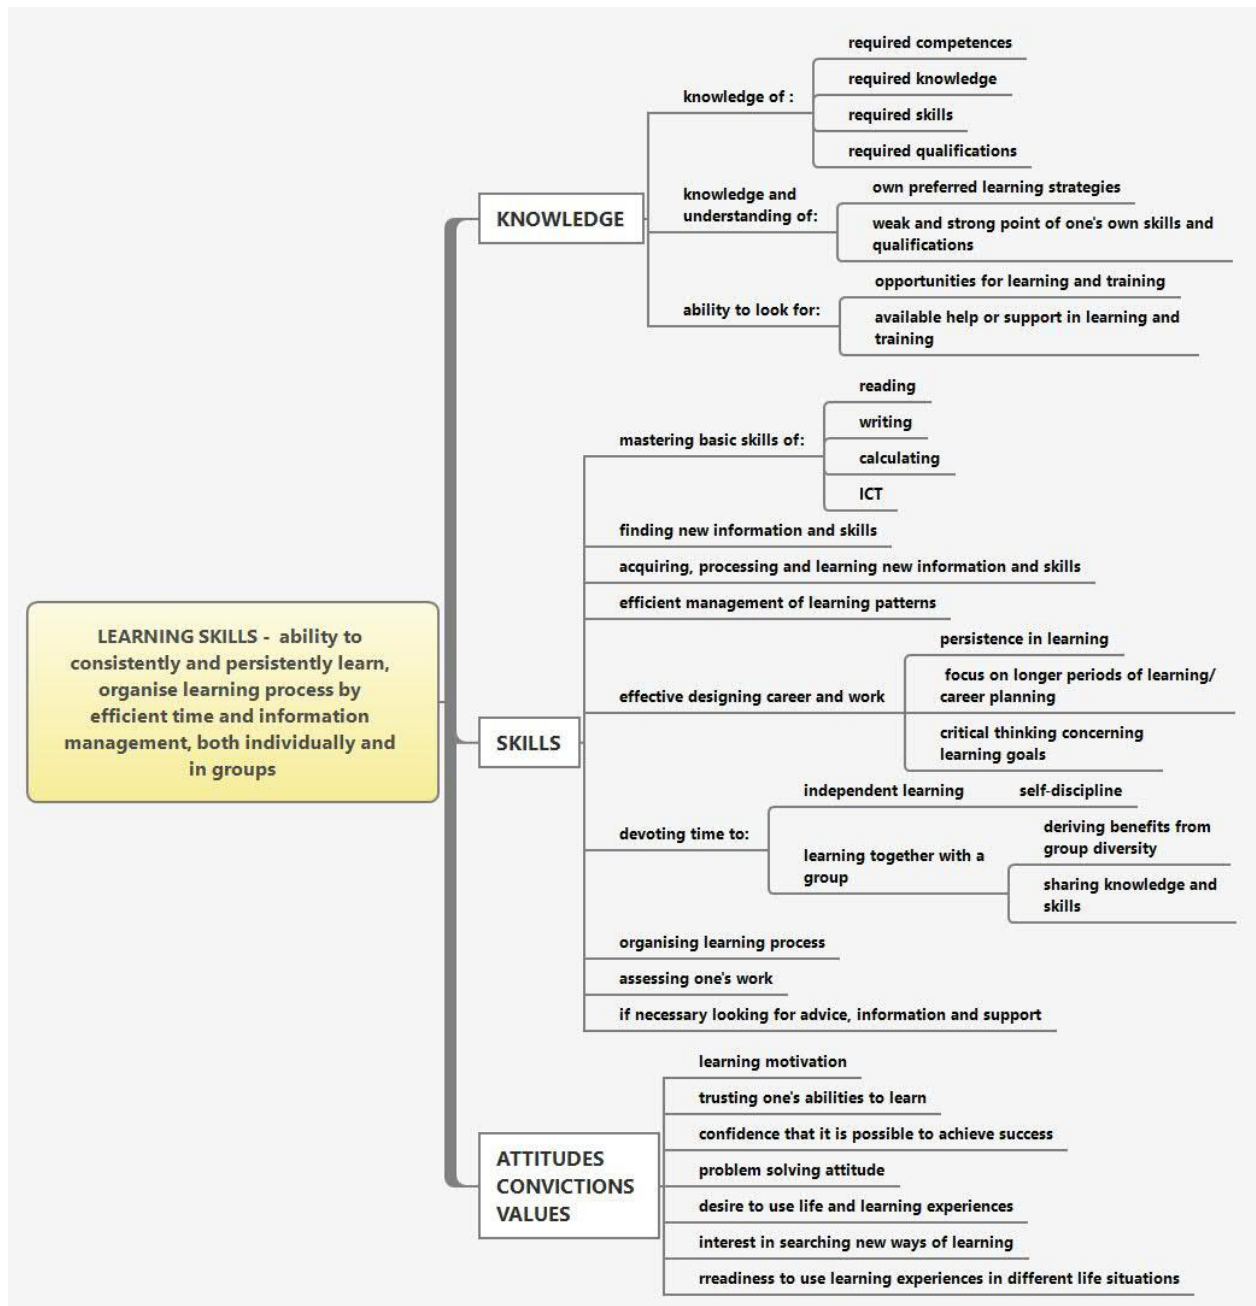 required competences
required knowledge
knowledge of :
required skills
required qualifications
own preferred learning strategies
knowledge and
understanding of:
weak and strong point of one's own skills and
qualifications
KNOWLEDGE
opportunities for learning and training
ability to look for:
available help or support in learning and
training
reading
writing
mastering basic skills of:
calculating
ICT
finding new information and skills
acquiring, processing and learning new information and skills
efficient management of learning patterns
LEARNING SKILLS -  ability to
consistently and persistently learn,
organise learning process by
efficient time and information
management, both individually and
in groups
persistence in learning
focus on longer periods of learning/
career planning
effective designing career and work
critical thinking concerning
learning goals
SKILLS
independent learning
self-discipline
devoting time to:
deriving benefits from
group diversity
learning together with a
group
sharing knowledge and
skills
organising learning process
assessing one's work
if necessary looking for advice, information and support
learning motivation
trusting one's abilities to learn
confidence that it is possible to achieve success
ATTITUDES
CONVICTIONS
VALUES
problem solving attitude
desire to use life and learning experiences
interest in searching new ways of learning
rreadiness to use learning experiences in different life situations